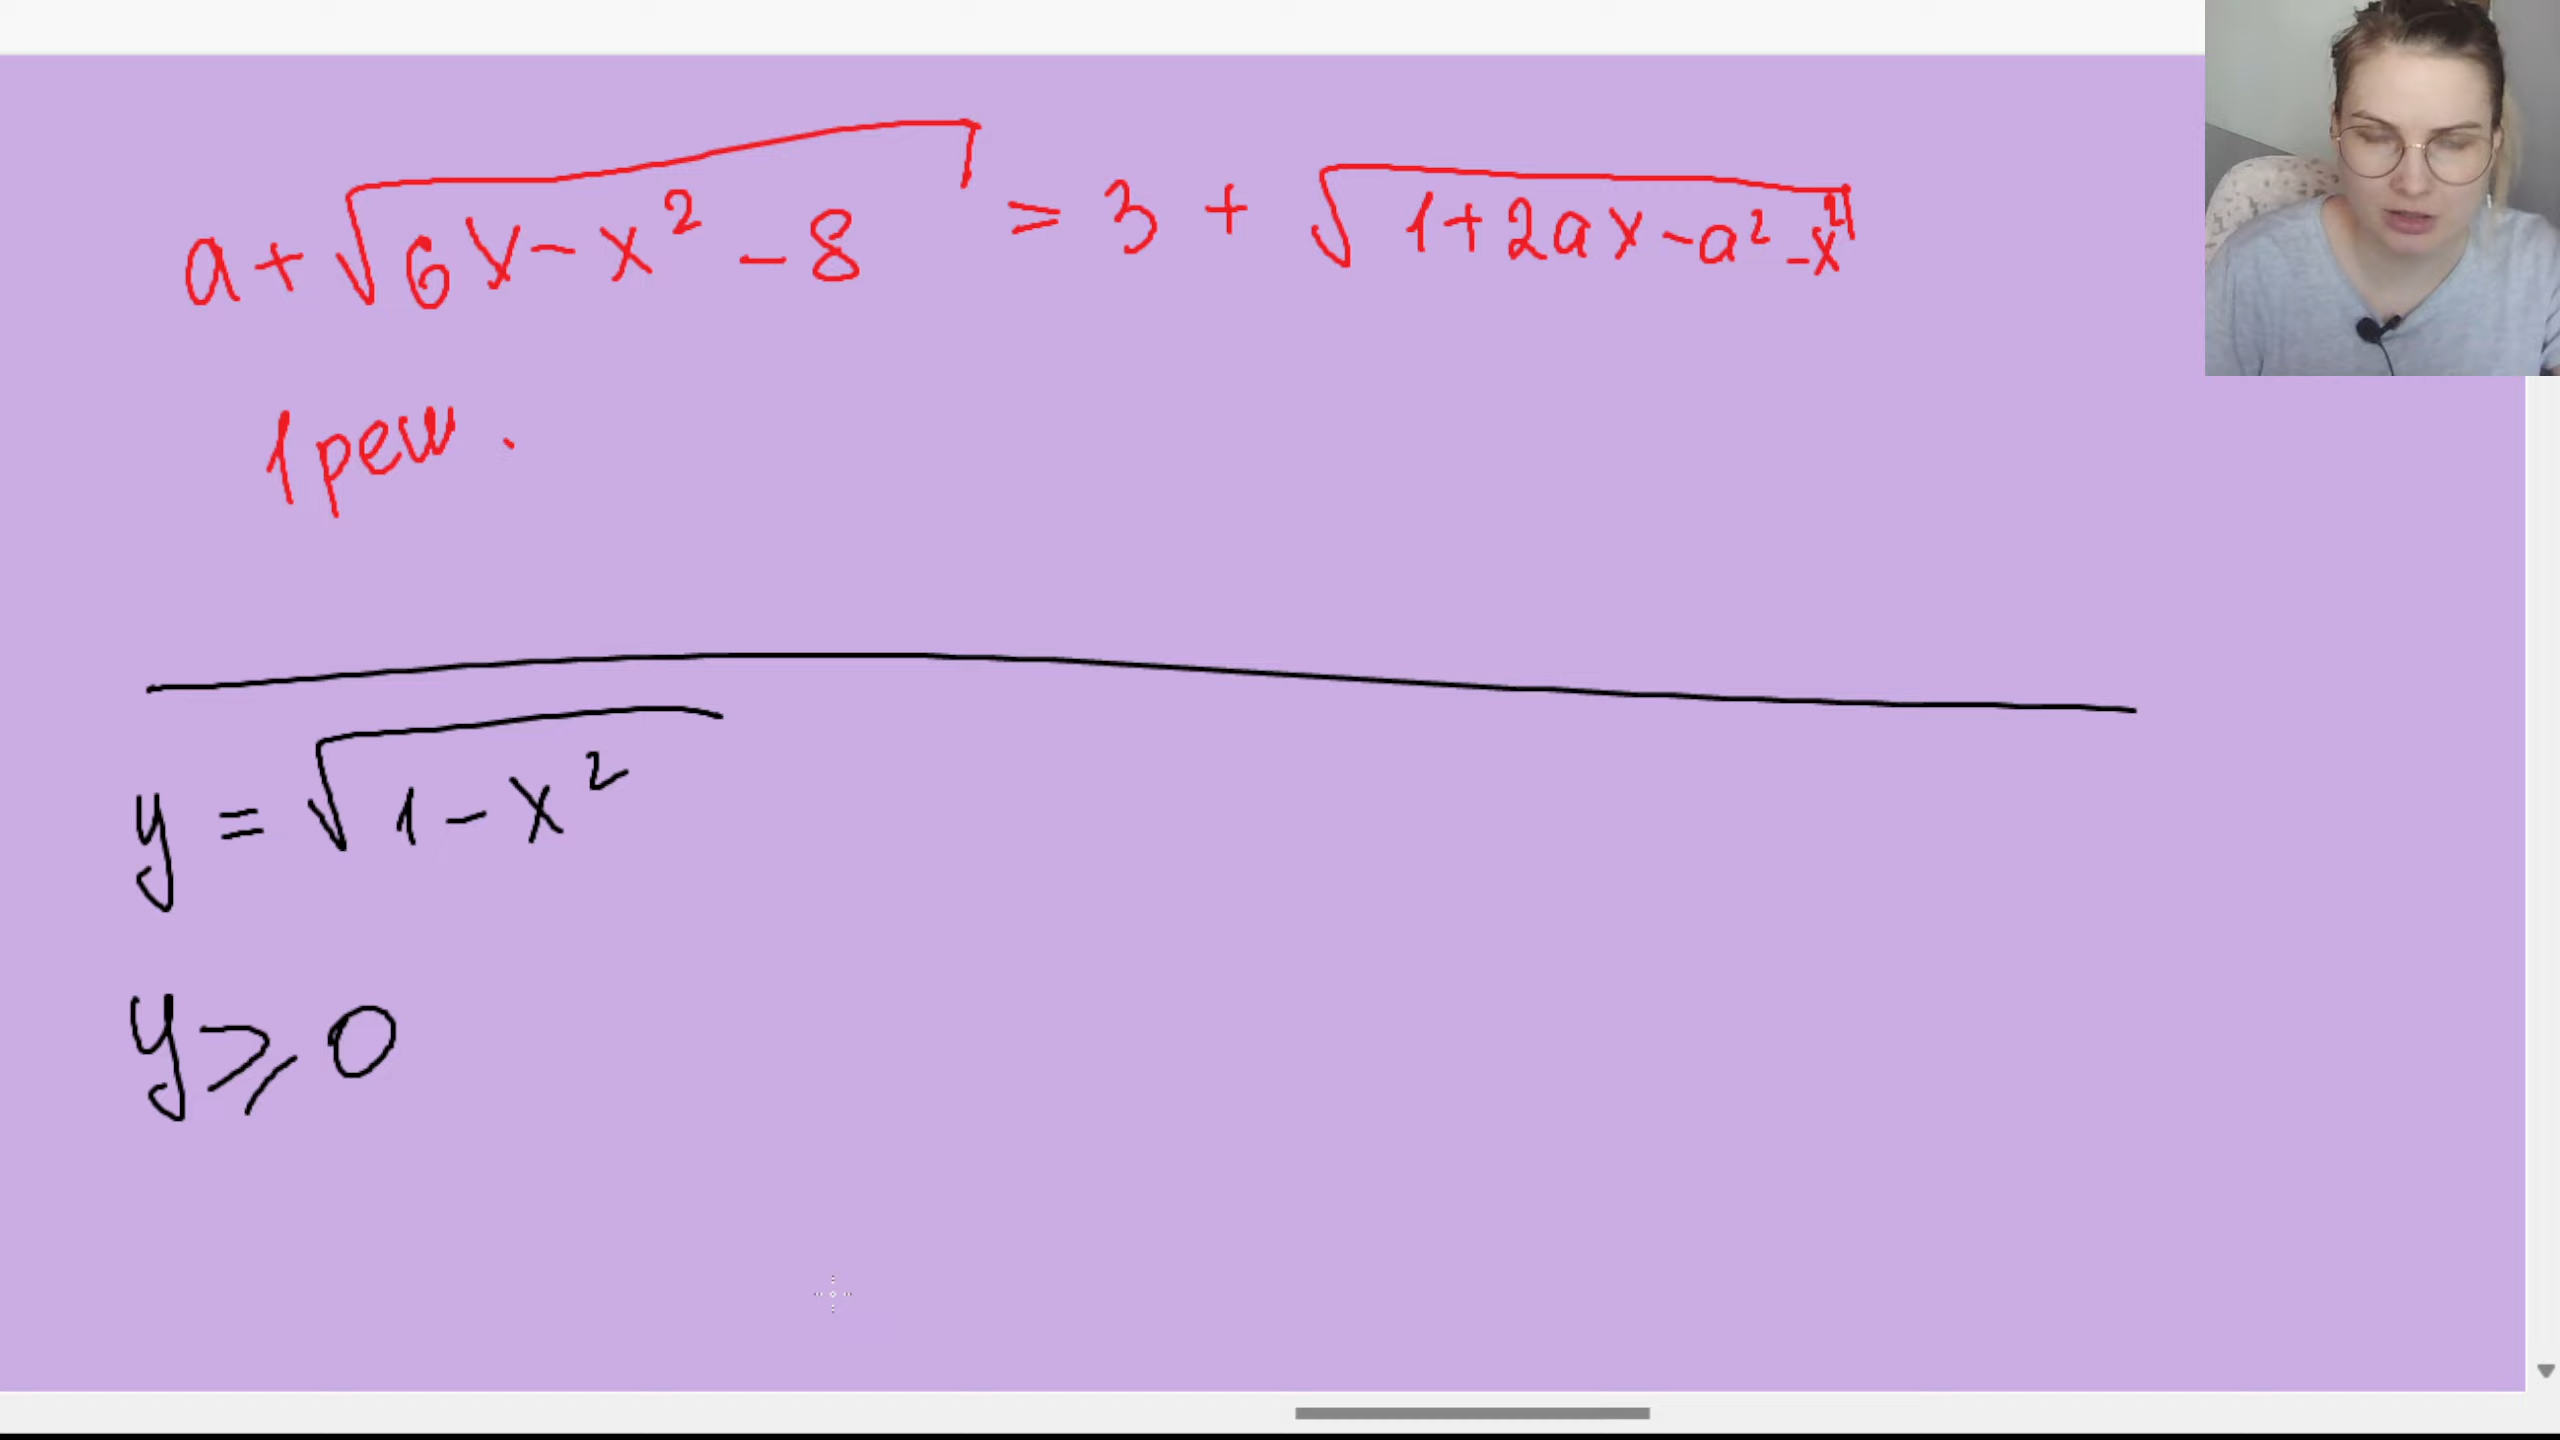 a + √(6x - x² - 8) = 3 + √(1 + 2ax - a² - x²)
1 реш.
y = √(1 - x²)
y ⩾ 0